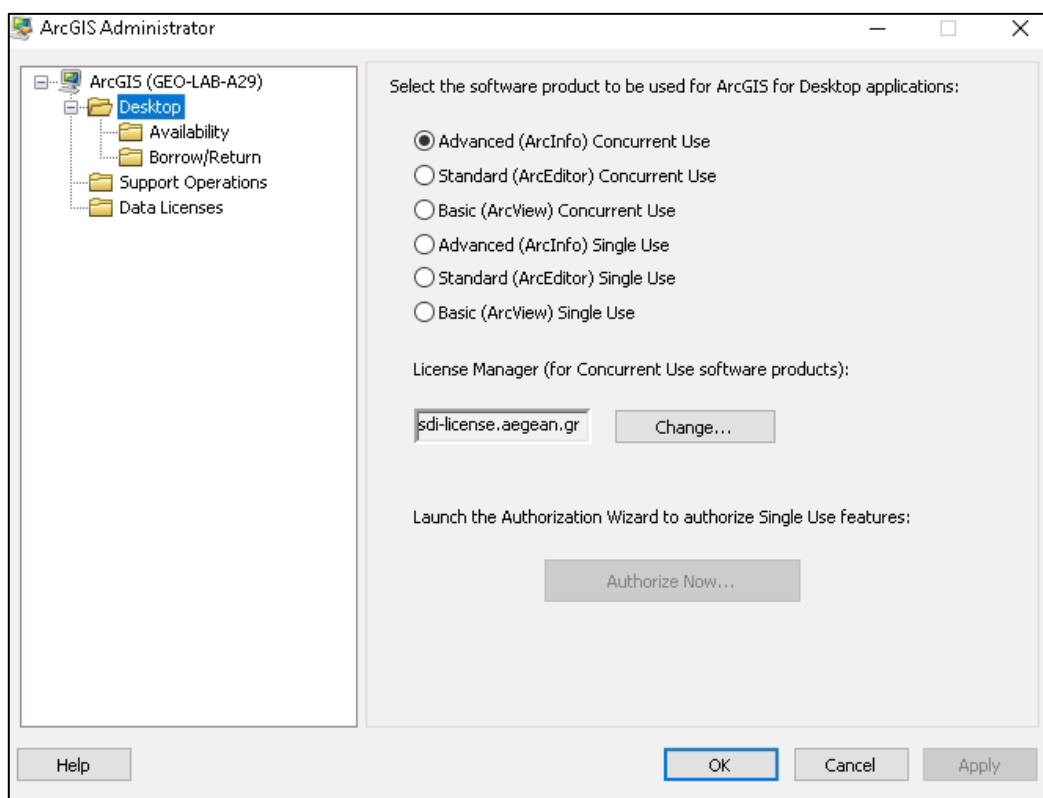 ArcGIS Administrator
ArcGIS (GEO-LAB-A29)
Desktop
Availability
Borrow/Return
Support Operations
Data Licenses
Select the software product to be used for ArcGIS for Desktop applications:
Advanced (ArcInfo) Concurrent Use
Standard (ArcEditor) Concurrent Use
Basic (ArcView) Concurrent Use
Advanced (ArcInfo) Single Use
Standard (ArcEditor) Single Use
Basic (ArcView) Single Use
License Manager (for Concurrent Use software products):
sdi-license.aegean.gr
Change...
Launch the Authorization Wizard to authorize Single Use features:
Authorize Now...
Help
OK
Cancel
Apply